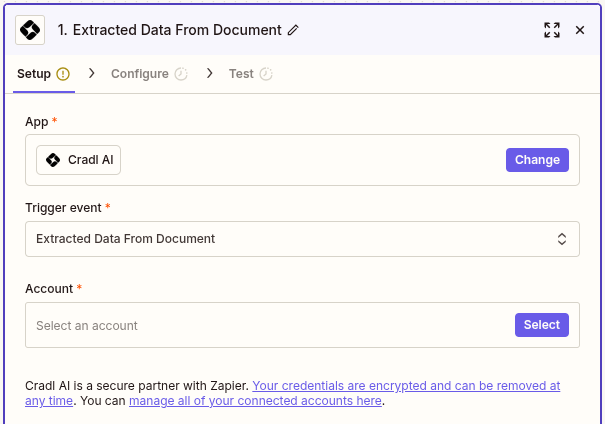 1. Extracted Data From Document
Setup Configure Test
App *
Cradl AI Change
Trigger event *
Extracted Data From Document
Account *
Select an account Select
Cradl AI is a secure partner with Zapier. Your credentials are encrypted and can be removed at
any time. You can manage all of your connected accounts here.